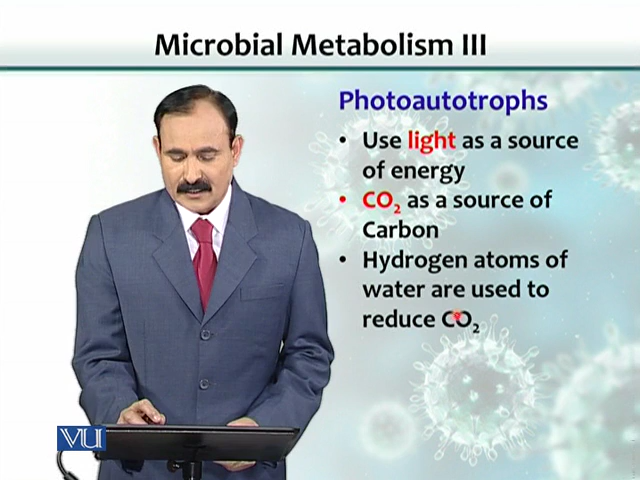 Microbial Metabolism III
Photoautotrophs
• Use light as a source
of energy
• CO₂ as a source of
Carbon
• Hydrogen atoms of
water are used to
reduce CO₂
VU